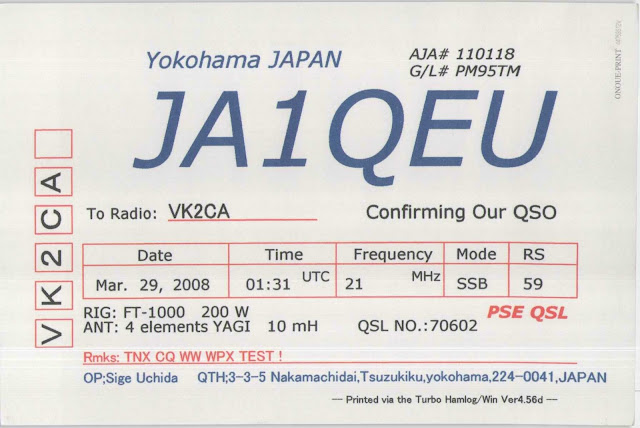 Yokohama JAPAN
AJA# 110118
G/L# PM95TM
JA1QEU
VK2CA
To Radio: VK2CA Confirming Our QSO
Date Time Frequency Mode RS
Mar. 29, 2008 01:31 UTC 21 MHz SSB 59
RIG: FT-1000 200 W PSE QSL
ANT: 4 elements YAGI 10 mH QSL NO.:70602
Rmks: TNX CQ WW WPX TEST !
OP;Sige Uchida QTH;3-3-5 Nakamachidai,Tsuzukiku,yokohama,224-0041,JAPAN
— Printed via the Turbo Hamlog/Win Ver4.56d —
ONOUE-PRINT